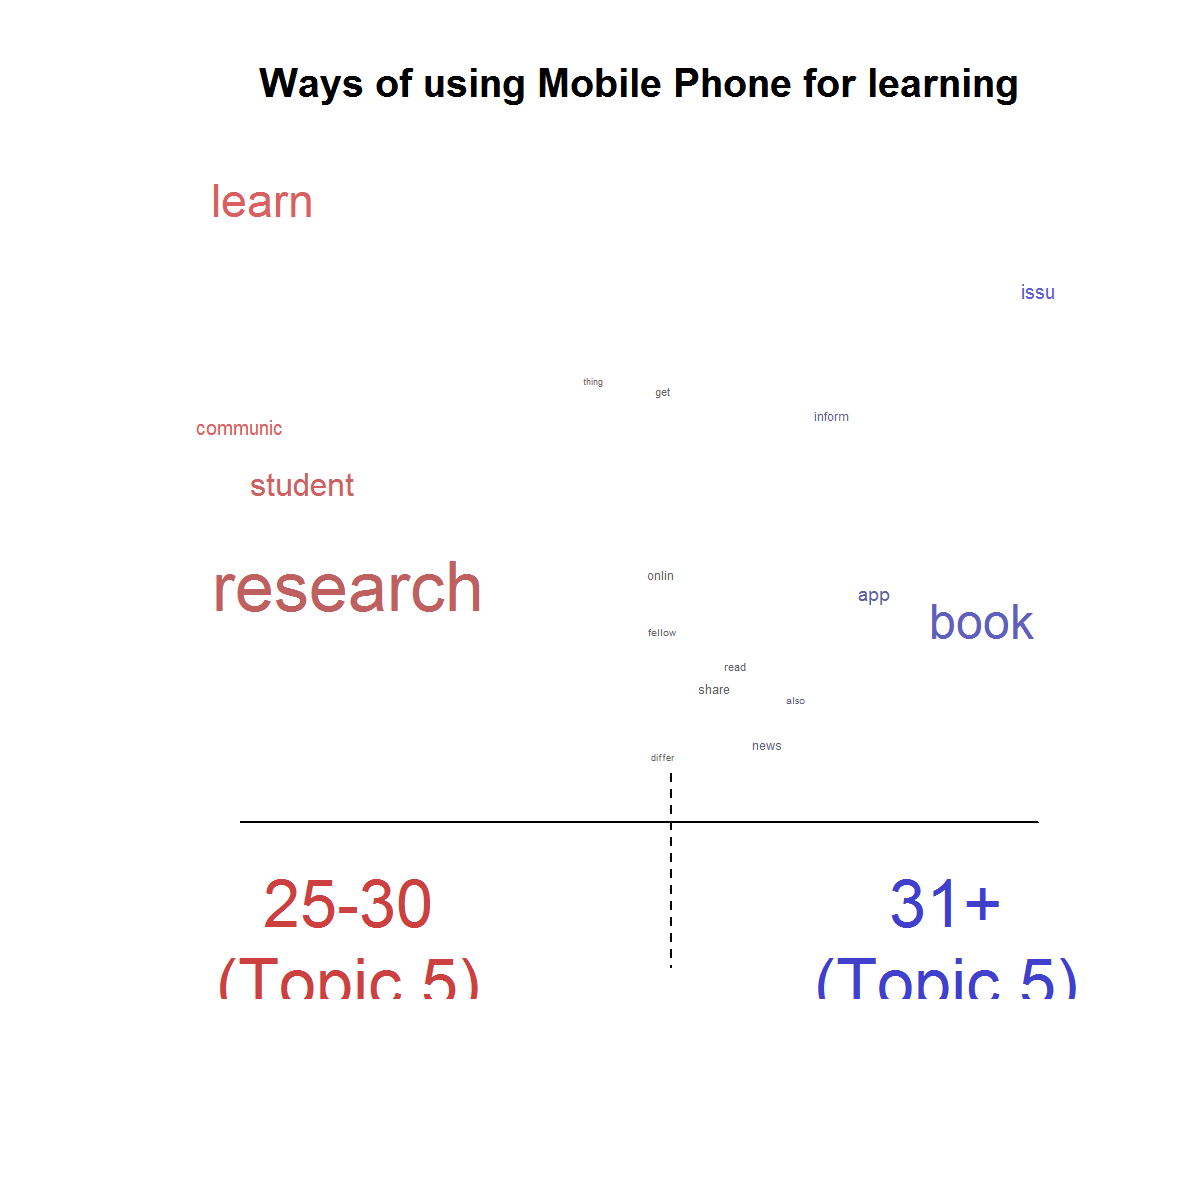 Ways of using Mobile Phone for learning
learn
issu
thing
get
inform
communic
student
research
onlin
app
book
fellow
read
share
also
news
differ
25-30
31+
(Topic 5)
(Topic 5)